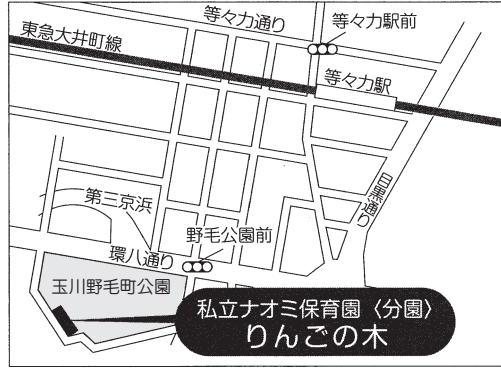 等々力通り
等々力駅前
東急大井町線
等々力駅
目黒通り
第三京浜
野毛公園前
環八通り
玉川野毛町公園
私立ナオミ保育園〈分園〉
りんごの木